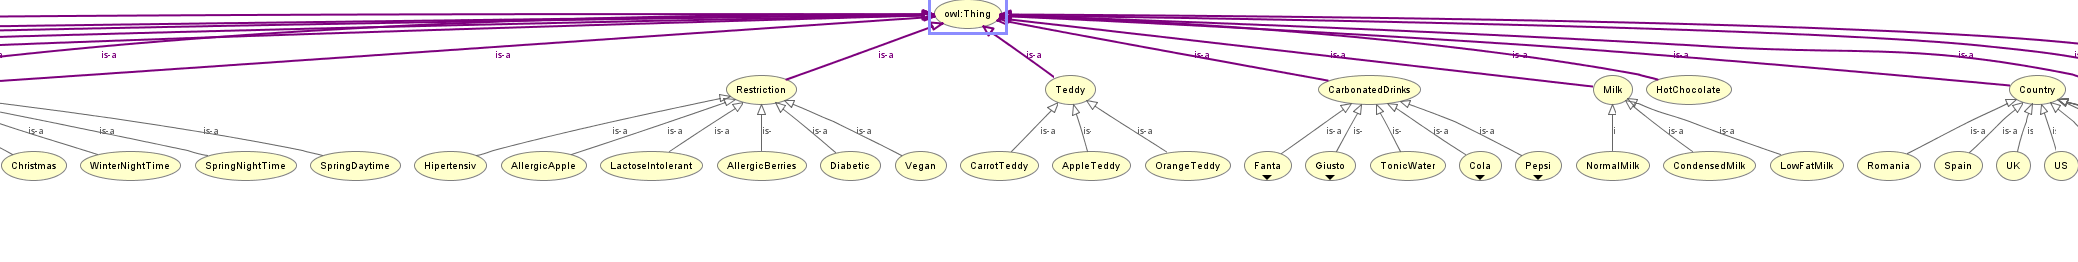 owl:Thing
is-a is-a is-a is-a is-a is-a is-a is-a is-a
Restriction Teddy CarbonatedDrinks Milk HotChocolate Country
is-a is-a is-a is-a is-a is-a is- is-a is-a is-a is- is-a is-a is- is- is-a is-a i is-a is-a is-a is-a is is
Christmas WinterNightTime SpringNightTime SpringDaytime Hipertensiv AllergicApple LactoseIntolerant AllergicBerries Diabetic Vegan CarrotTeddy AppleTeddy OrangeTeddy Fanta Giusto TonicWater Cola Pepsi NormalMilk CondensedMilk LowFatMilk Romania Spain UK US